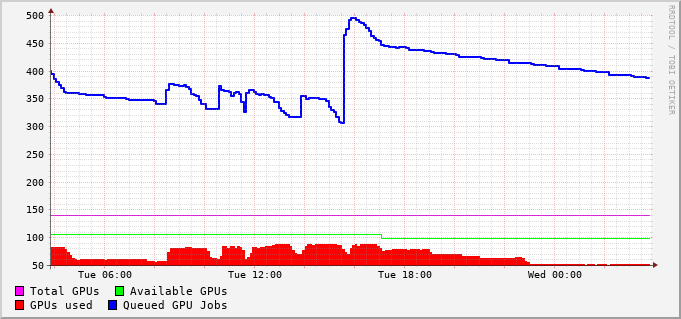 500
450
400
350
300
250
200
150
100
50
Tue 06:00 Tue 12:00 Tue 18:00 Wed 00:00
Total GPUs Available GPUs
GPUs used Queued GPU Jobs
RRDTOOL / TOBI OETIKER